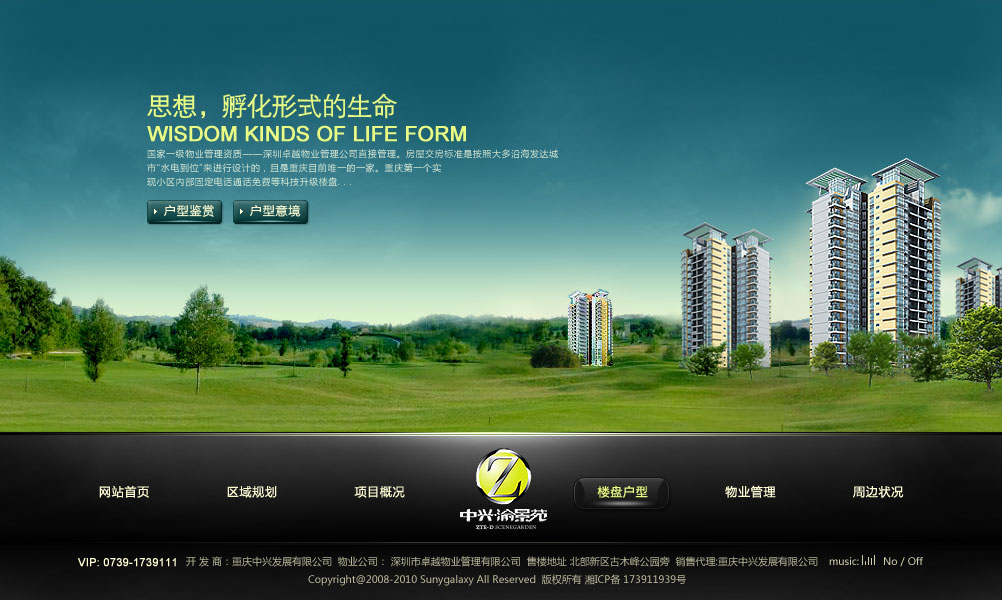 思想，孵化形式的生命
WISDOM KINDS OF LIFE FORM
国家一级物业管理资质——深圳卓越物业管理公司直接管理。房屋交房标准是按照大多沿海发达城
市“水电到位”来进行设计的，且是重庆目前唯一的一家。重庆第一个实
现小区内部固定电话通话免费等科技升级楼盘...
户型鉴赏 户型意境
网站首页 区域规划 项目概况 楼盘户型 物业管理 周边状况
Z
中兴·渝景苑
ZTE-D SCENEGARDEN
VIP: 0739-1739111 开 发 商：重庆中兴发展有限公司 物业公司： 深圳市卓越物业管理有限公司 售楼地址 北部新区古木峰公园旁 销售代理:重庆中兴发展有限公司 music: No / Off
Copyright@2008-2010 Sunygalaxy All Reserved 版权所有 湘ICP备 173911939号